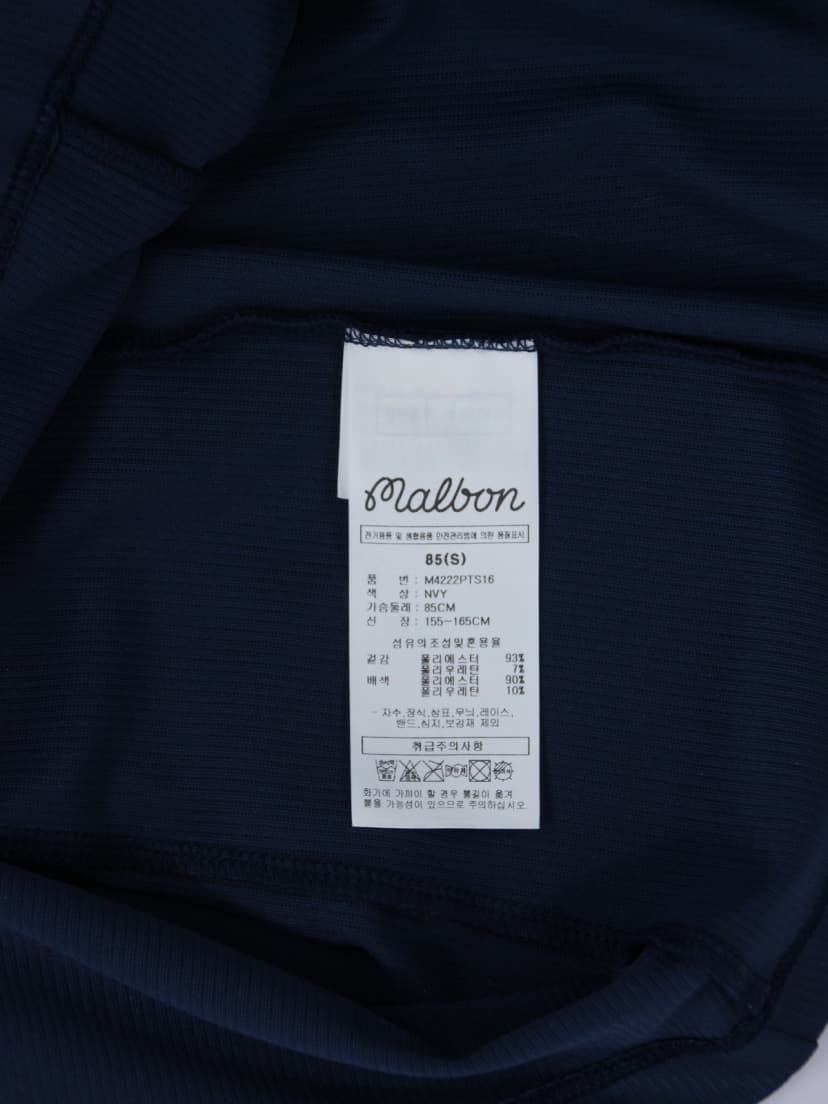 malbon
전기용품 및 생활용품 안전관리법에 의한 품질표시
85(S)
품 번 : M4222PTS16
색 상 : NVY
가슴둘레 : 85CM
신 장 : 155~165CM
섬유의조성및혼용율
겉감 폴리에스터 93%
폴리우레탄 7%
배색 폴리에스터 90%
폴리우레탄 10%
- 자수,장식,상표,무늬,레이스,
밴드,심지,보강재 제외
취급주의사항
화기에 가까이 할 경우 불길이 옮겨
붙을 가능성이 있으므로 주의하십시오.